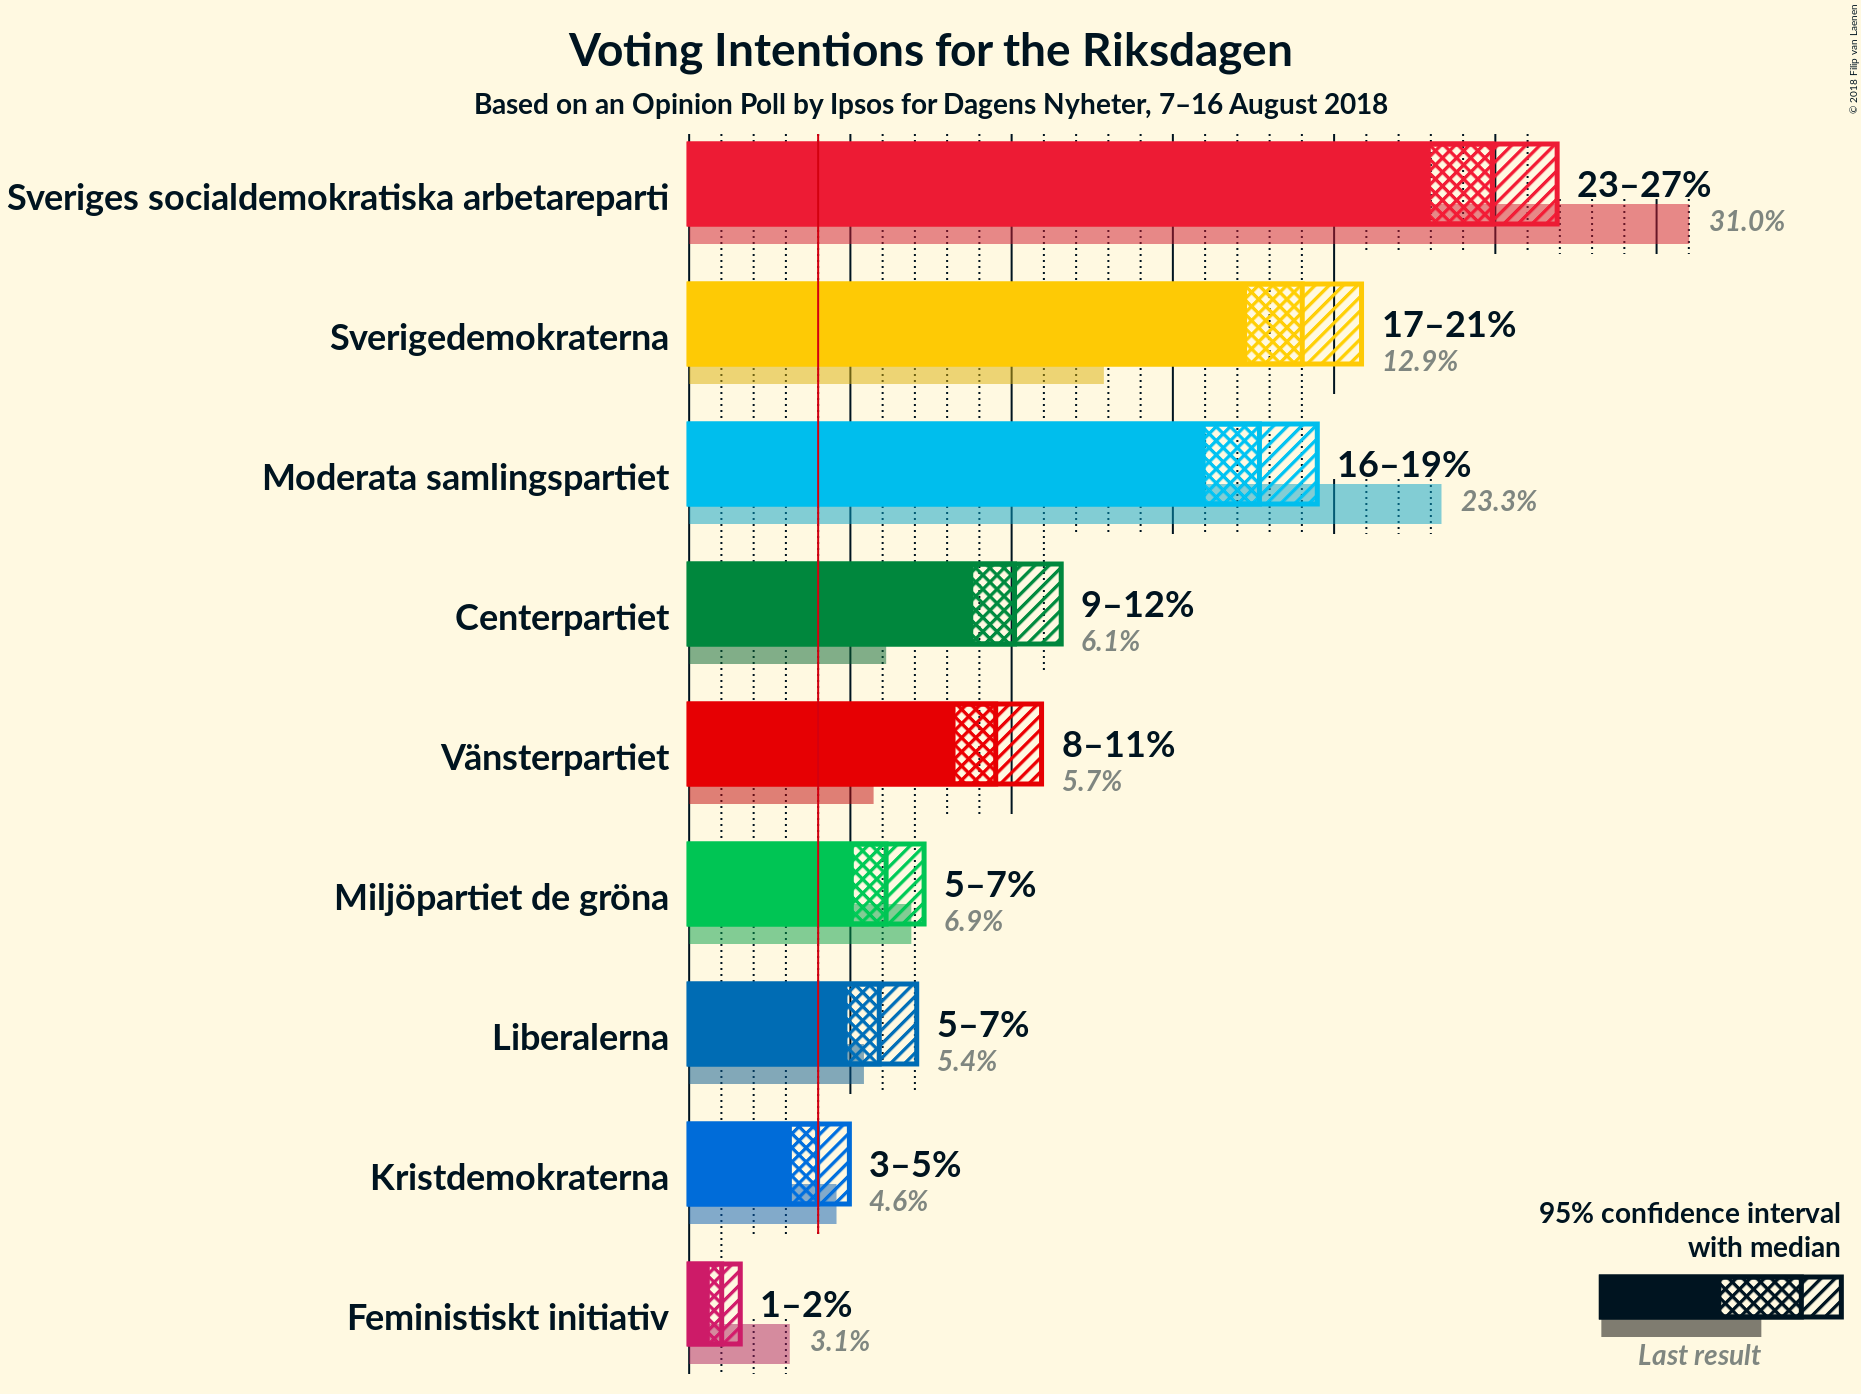 Voting Intentions for the Riksdagen
Based on an Opinion Poll by Ipsos for Dagens Nyheter, 7–16 August 2018
© 2018 Filip van Laenen
Sveriges socialdemokratiska arbetareparti
23–27%
31.0%
Sverigedemokraterna
17–21%
12.9%
Moderata samlingspartiet
16–19%
23.3%
Centerpartiet
9–12%
6.1%
Vänsterpartiet
8–11%
5.7%
Miljöpartiet de gröna
5–7%
6.9%
Liberalerna
5–7%
5.4%
Kristdemokraterna
3–5%
4.6%
Feministiskt initiativ
1–2%
3.1%
95% confidence interval
with median
Last result